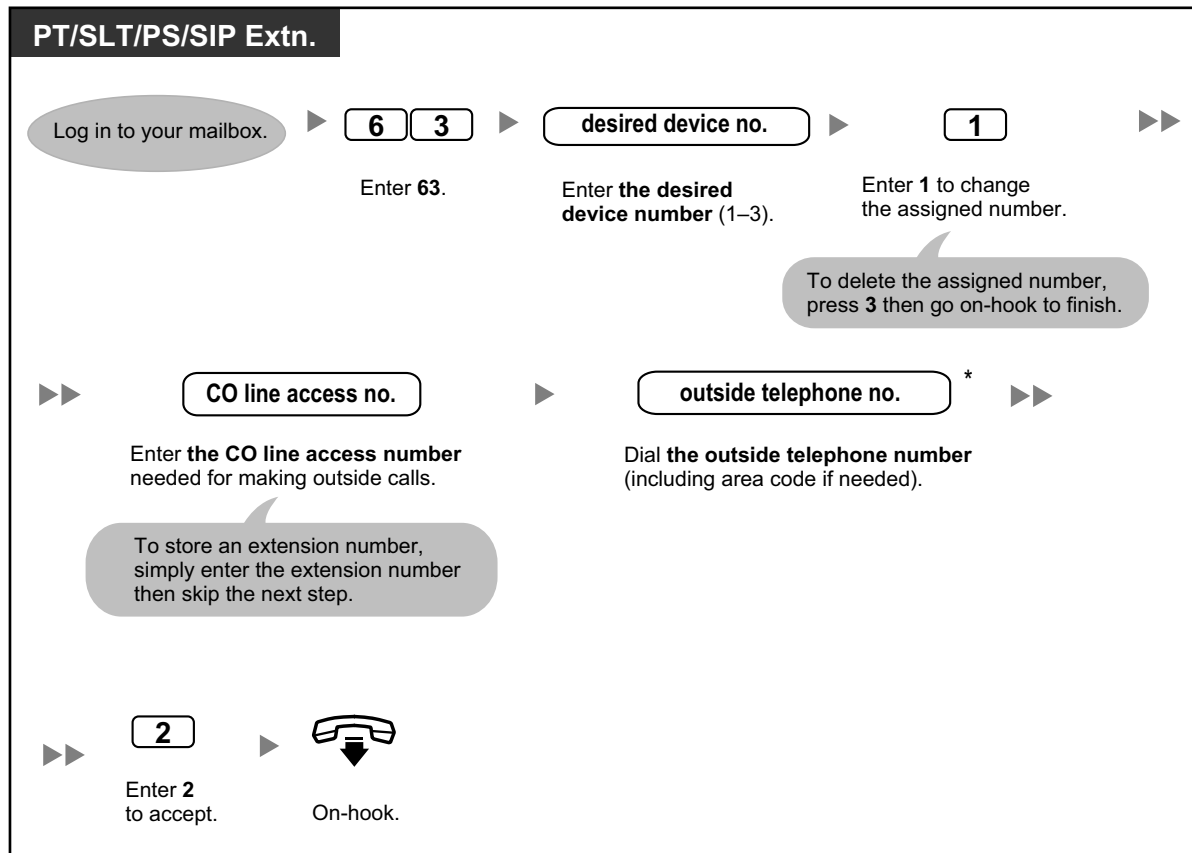 PT/SLT/PS/SIP Extn.
Log in to your mailbox.
6 3
Enter 63.
desired device no.
Enter the desired
device number (1–3).
1
Enter 1 to change
the assigned number.
To delete the assigned number,
press 3 then go on-hook to finish.
CO line access no.
Enter the CO line access number
needed for making outside calls.
To store an extension number,
simply enter the extension number
then skip the next step.
outside telephone no. *
Dial the outside telephone number
(including area code if needed).
2
Enter 2
to accept.
On-hook.